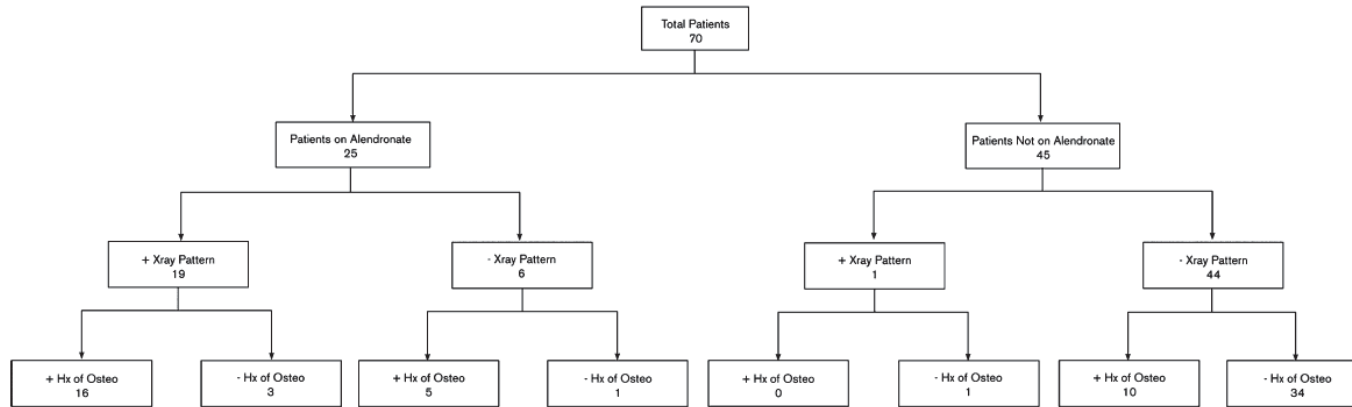 Total Patients
70
Patients on Alendronate
25
Patients Not on Alendronate
45
+ Xray Pattern
19
- Xray Pattern
6
+ Xray Pattern
1
- Xray Pattern
44
+ Hx of Osteo
16
- Hx of Osteo
3
+ Hx of Osteo
5
- Hx of Osteo
1
+ Hx of Osteo
0
- Hx of Osteo
1
+ Hx of Osteo
10
- Hx of Osteo
34